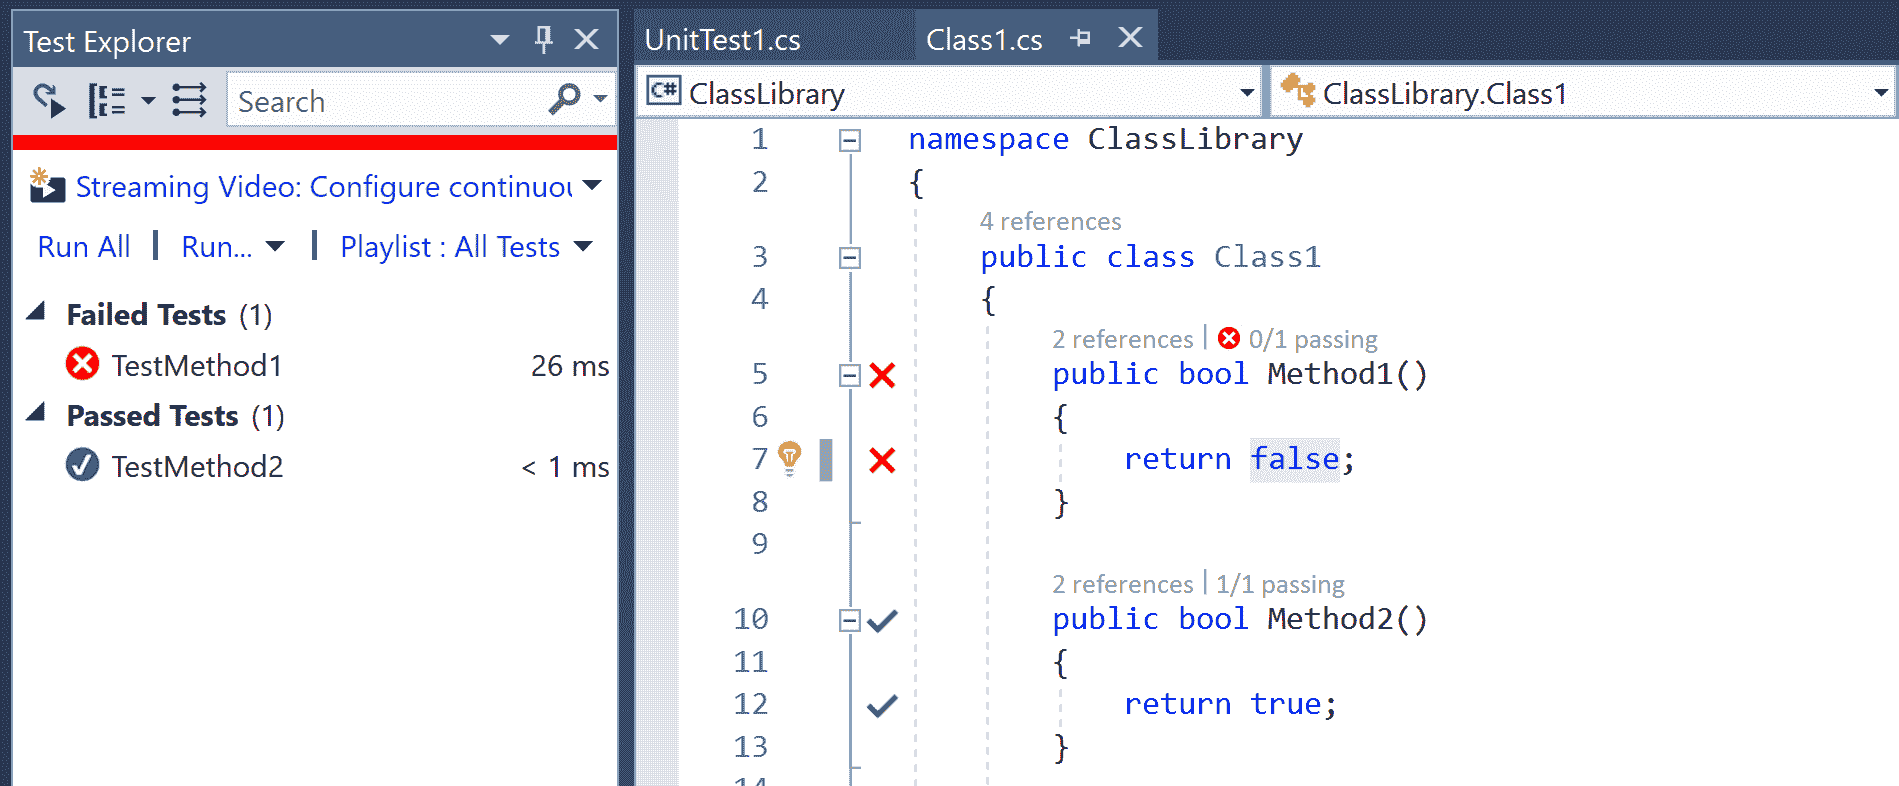 Test Explorer
Search
Streaming Video: Configure continuou
Run All | Run... | Playlist : All Tests
Failed Tests (1)
TestMethod1 26 ms
Passed Tests (1)
TestMethod2 < 1 ms
UnitTest1.cs Class1.cs
C# ClassLibrary ClassLibrary.Class1
1 namespace ClassLibrary
2 {
4 references
3 public class Class1
4 {
2 references | 0/1 passing
5 public bool Method1()
6 {
7 return false;
8 }
9
2 references | 1/1 passing
10 public bool Method2()
11 {
12 return true;
13 }
14